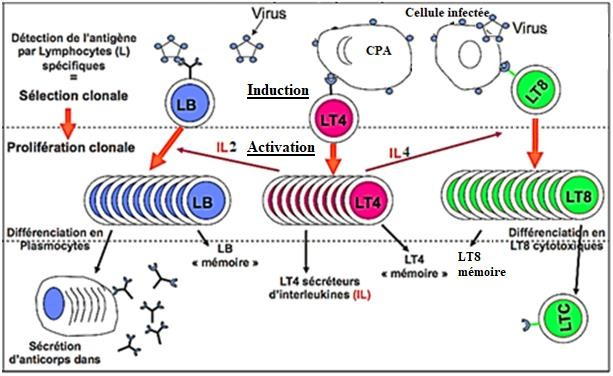 Virus
Cellule infectée
Virus
Détection de l'antigène
par Lymphocytes (L)
spécifiques
=
Sélection clonale
CPA
Induction
LB
LT4
LT8
Prolifération clonale
IL2
Activation
IL4
LB
LT4
LT8
Différenciation en
Plasmocytes
LB
« mémoire »
LT4
« mémoire »
LT8
mémoire
Différenciation en
LT8 cytotoxiques
LT4 sécréteurs
d'interleukines (IL)
LTC
Sécrétion
d'anticorps dans